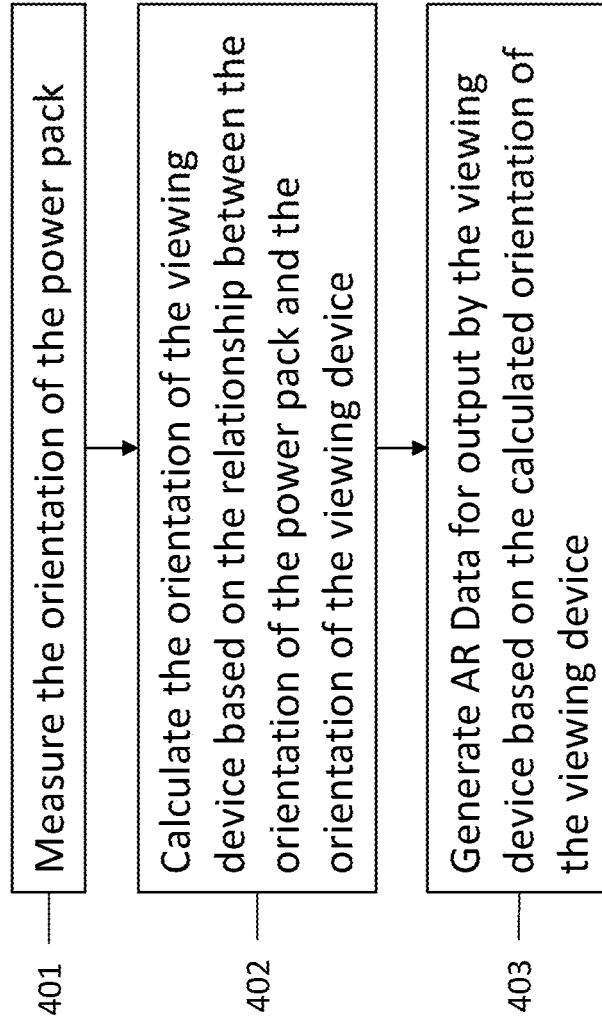 401
Measure the orientation of the power pack
402
Calculate the orientation of the viewing
device based on the relationship between the
orientation of the power pack and the
orientation of the viewing device
403
Generate AR Data for output by the viewing
device based on the calculated orientation of
the viewing device